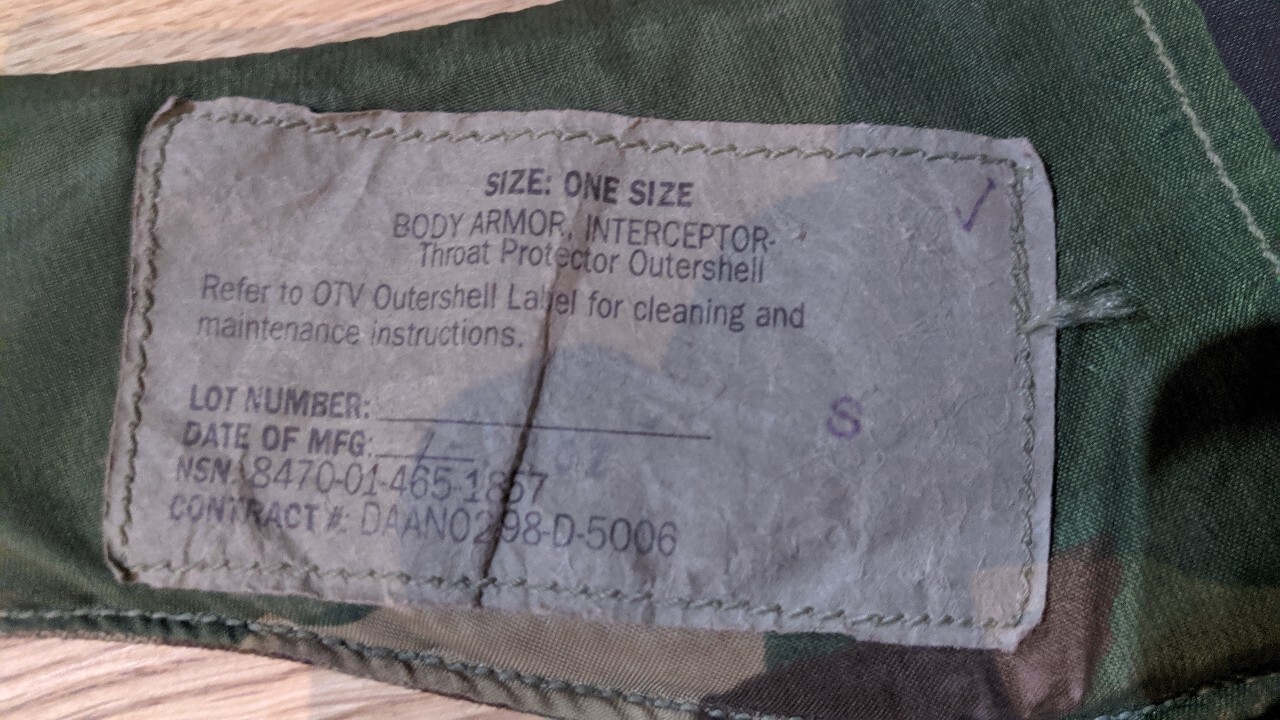 SIZE: ONE SIZE
BODY ARMOR, INTERCEPTOR-
Throat Protector Outershell
Refer to OTV Outershell Label for cleaning and
maintenance instructions.
LOT NUMBER:
S
DATE OF MFG:
NSN: 8470-01-465-1857
CONTRACT #: DAAN0298-D-5006